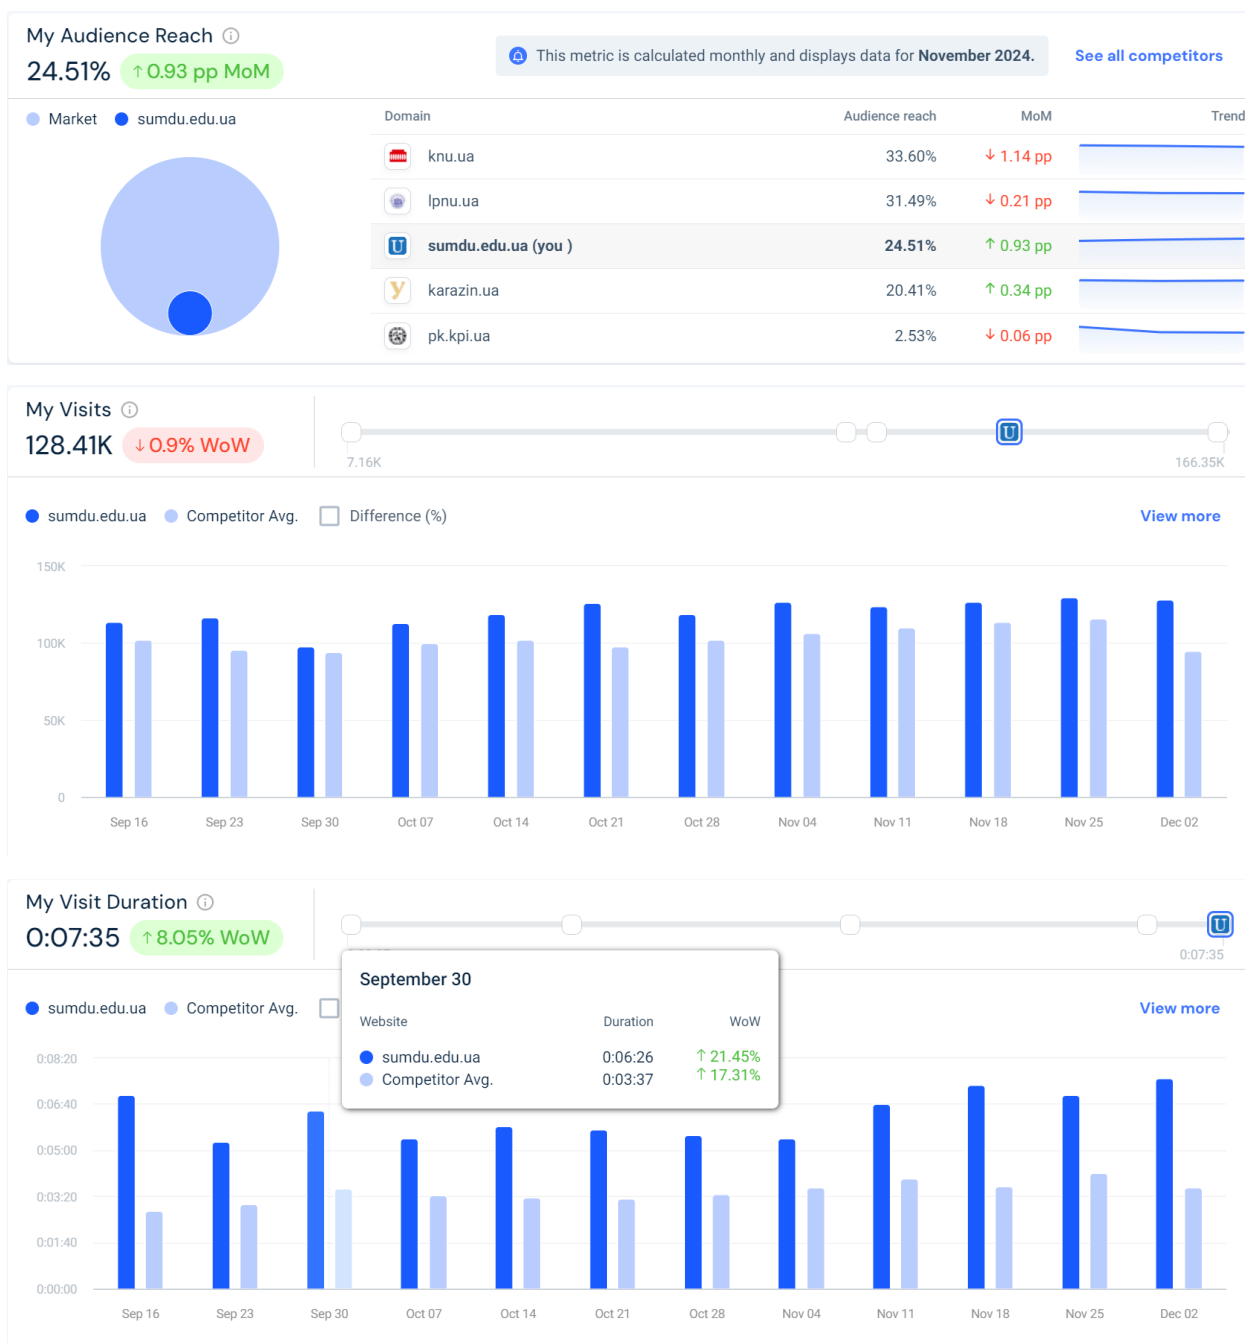 My Audience Reach
24.51% ↑ 0.93 pp MoM
This metric is calculated monthly and displays data for November 2024.
See all competitors
Market sumdu.edu.ua
Domain Audience reach MoM Trend
knu.ua 33.60% ↓ 1.14 pp
lpnu.ua 31.49% ↓ 0.21 pp
sumdu.edu.ua (you ) 24.51% ↑ 0.93 pp
karazin.ua 20.41% ↑ 0.34 pp
pk.kpi.ua 2.53% ↓ 0.06 pp
My Visits
128.41K ↓ 0.9% WoW
7.16K 166.35K
sumdu.edu.ua Competitor Avg. Difference (%) View more
150K
100K
50K
0
Sep 16 Sep 23 Sep 30 Oct 07 Oct 14 Oct 21 Oct 28 Nov 04 Nov 11 Nov 18 Nov 25 Dec 02
My Visit Duration
0:07:35 ↑ 8.05% WoW
0:07:35
sumdu.edu.ua Competitor Avg. View more
September 30
Website Duration WoW
sumdu.edu.ua 0:06:26 ↑ 21.45%
Competitor Avg. 0:03:37 ↑ 17.31%
0:08:20
0:06:40
0:05:00
0:03:20
0:01:40
0:00:00
Sep 16 Sep 23 Sep 30 Oct 07 Oct 14 Oct 21 Oct 28 Nov 04 Nov 11 Nov 18 Nov 25 Dec 02